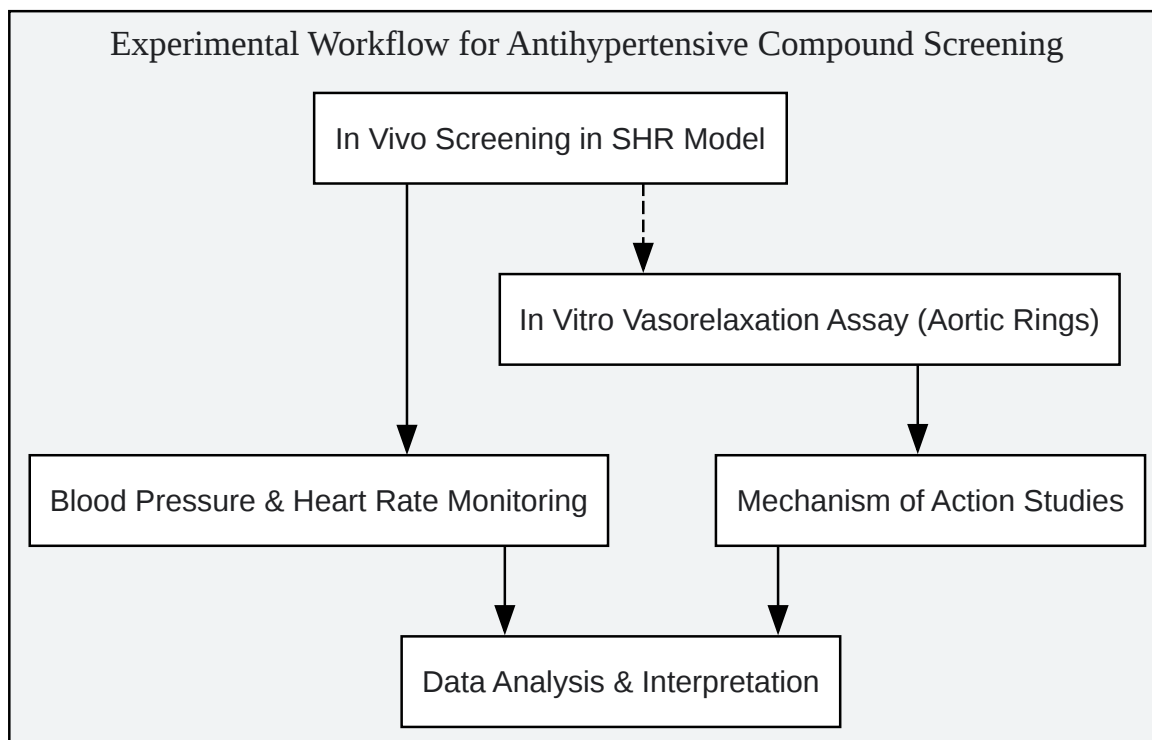 Experimental Workflow for Antihypertensive Compound Screening
In Vivo Screening in SHR Model
In Vitro Vasorelaxation Assay (Aortic Rings)
Blood Pressure & Heart Rate Monitoring
Mechanism of Action Studies
Data Analysis & Interpretation